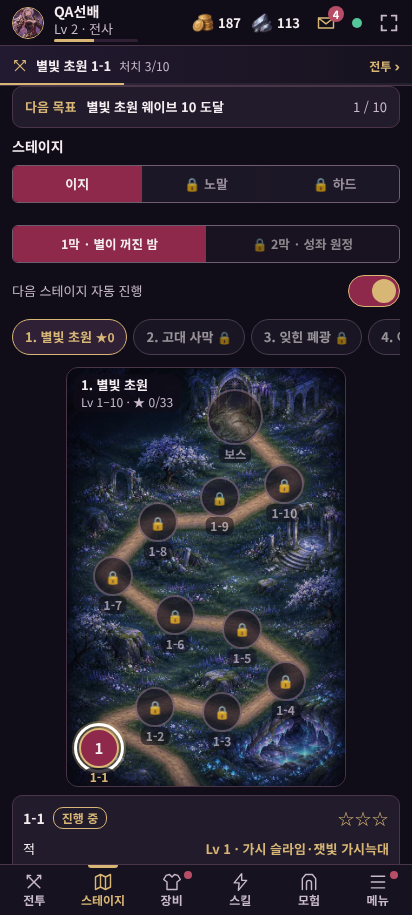 QA선배
Lv 2 · 전사
187
113
4
별빛 초원 1-1 처치 3/10
전투 ›
다음 목표 별빛 초원 웨이브 10 도달 1 / 10
스테이지
이지 노말 하드
1막 · 별이 꺼진 밤 2막 · 성좌 원정
다음 스테이지 자동 진행
1. 별빛 초원 ★0 2. 고대 사막 3. 잊힌 폐광 4.
1. 별빛 초원
Lv 1–10 · ★ 0/33
보스
1-10
1-9
1-8
1-7
1-6
1-5
1-4
1-3
1-2
1
1-1
1-1 진행 중 ☆☆☆
적 Lv 1 · 가시 슬라임·잿빛 가시늑대
전투 스테이지 장비 스킬 모험 메뉴